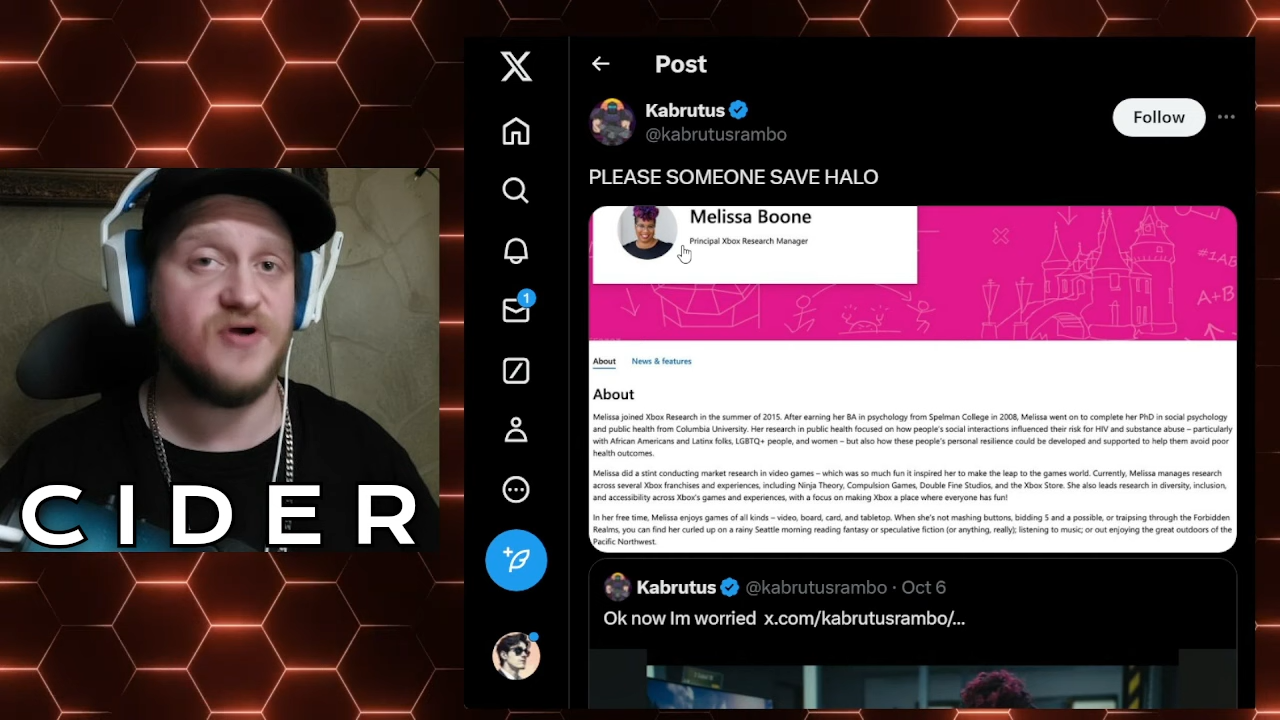 Post
Kabrutus
@kabrutusrambo
Follow
PLEASE SOMEONE SAVE HALO
Melissa Boone
Principal Xbox Research Manager
#1AB
A+B
About
News & features
About
Melissa joined Xbox Research in the summer of 2015. After earning her BA in psychology from Spelman College in 2008, Melissa went on to complete her PhD in social psychology
and public health from Columbia University. Her research in public health focused on how people's social interactions influenced their risk for HIV and substance abuse – particularly
with African Americans and Latinx folks, LGBTQ+ people, and women – but also how these people's personal resilience could be developed and supported to help them avoid poor
health outcomes.
Melissa did a stint conducting market research in video games – which was so much fun it inspired her to make the leap to the games world. Currently, Melissa manages research
across several Xbox franchises and experiences, including Ninja Theory, Compulsion Games, Double Fine Studios, and the Xbox Store. She also leads research in diversity, inclusion,
and accessibility across Xbox's games and experiences, with a focus on making Xbox a place where everyone has fun!
In her free time, Melissa enjoys games of all kinds – video, board, card, and tabletop. When she's not mashing buttons, bidding 5 and a possible, or traipsing through the Forbidden
Realms, you can find her curled up on a rainy Seattle morning reading fantasy or speculative fiction (or anything, really); listening to music; or out enjoying the great outdoors of the
Pacific Northwest.
Kabrutus @kabrutusrambo · Oct 6
Ok now Im worried x.com/kabrutusrambo/...
1
CIDER